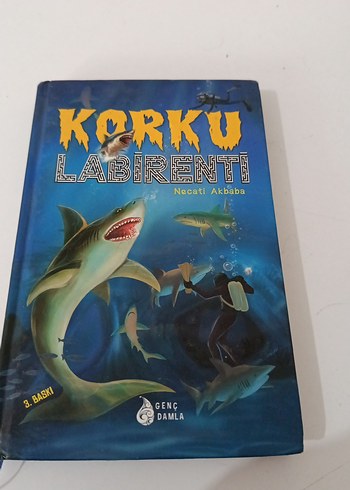 KORKU
LABİRENTİ
Necati Akbaba
3. BASKI
GENÇ
DAMLA